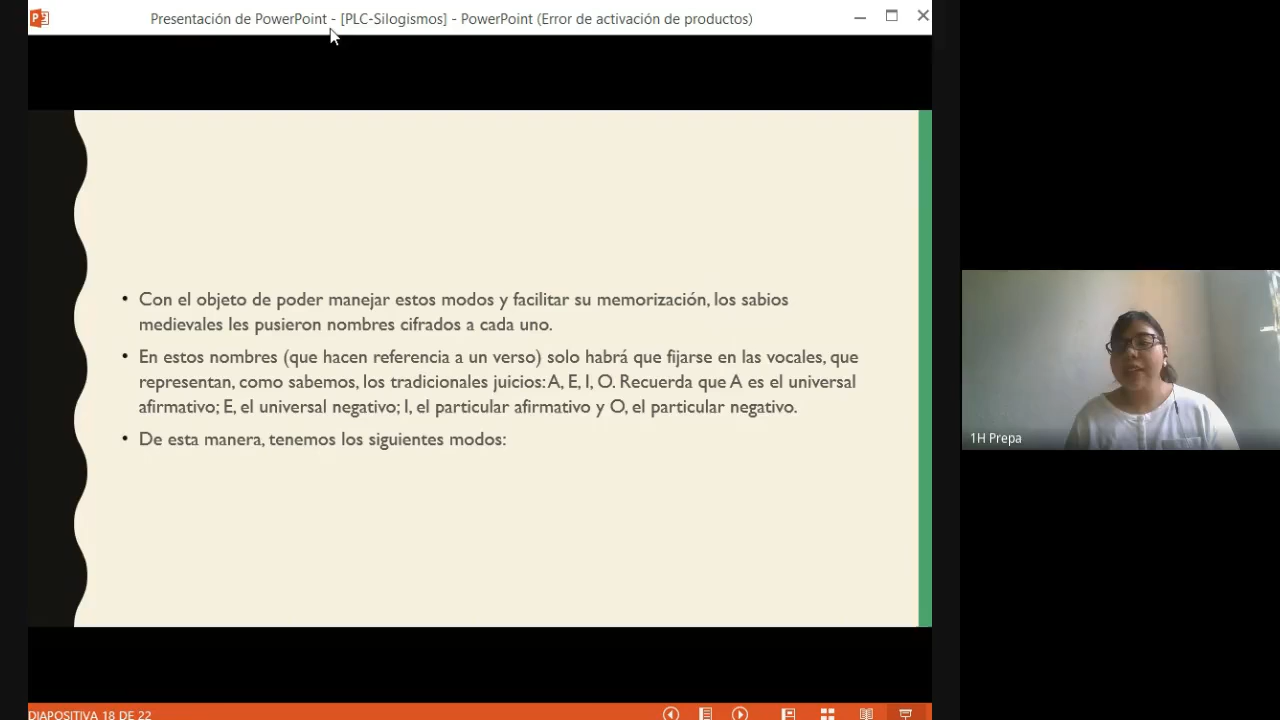 Presentación de PowerPoint - [PLC-Silogismos] - PowerPoint (Error de activación de productos)
• Con el objeto de poder manejar estos modos y facilitar su memorización, los sabios
medievales les pusieron nombres cifrados a cada uno.
• En estos nombres (que hacen referencia a un verso) solo habrá que fijarse en las vocales, que
representan, como sabemos, los tradicionales juicios: A, E, I, O. Recuerda que A es el universal
afirmativo; E, el universal negativo; I, el particular afirmativo y O, el particular negativo.
• De esta manera, tenemos los siguientes modos:
1H Prepa
DIAPOSITIVA 18 DE 22